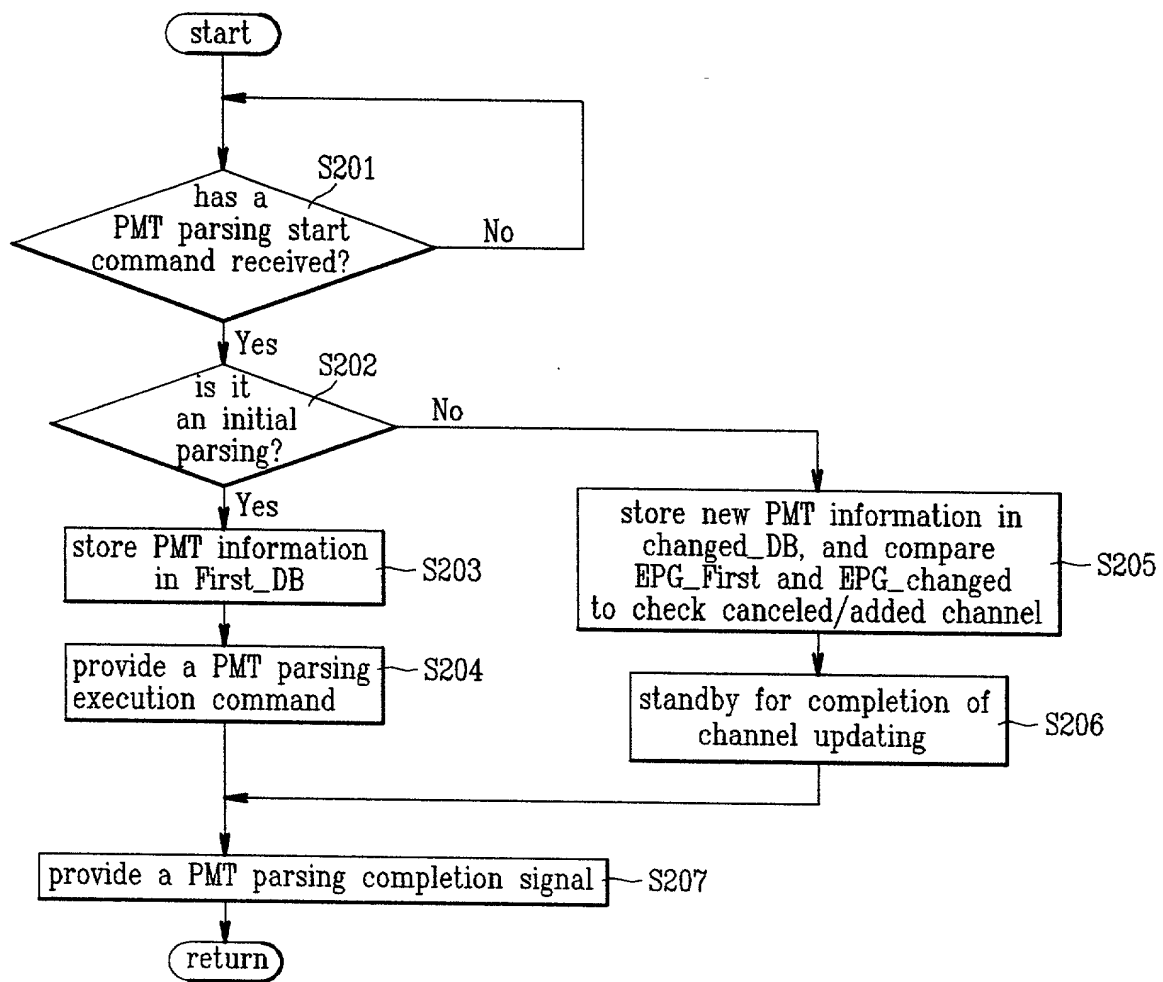 start
S201
has a
PMT parsing start
command received?
No
Yes
S202
is it
an initial
parsing?
No
Yes
store PMT information
in First_DB
S203
store new PMT information in
changed_DB, and compare
EPG_First and EPG_changed
to check canceled/added channel
S205
provide a PMT parsing
execution command
S204
standby for completion of
channel updating
S206
provide a PMT parsing completion signal
S207
return